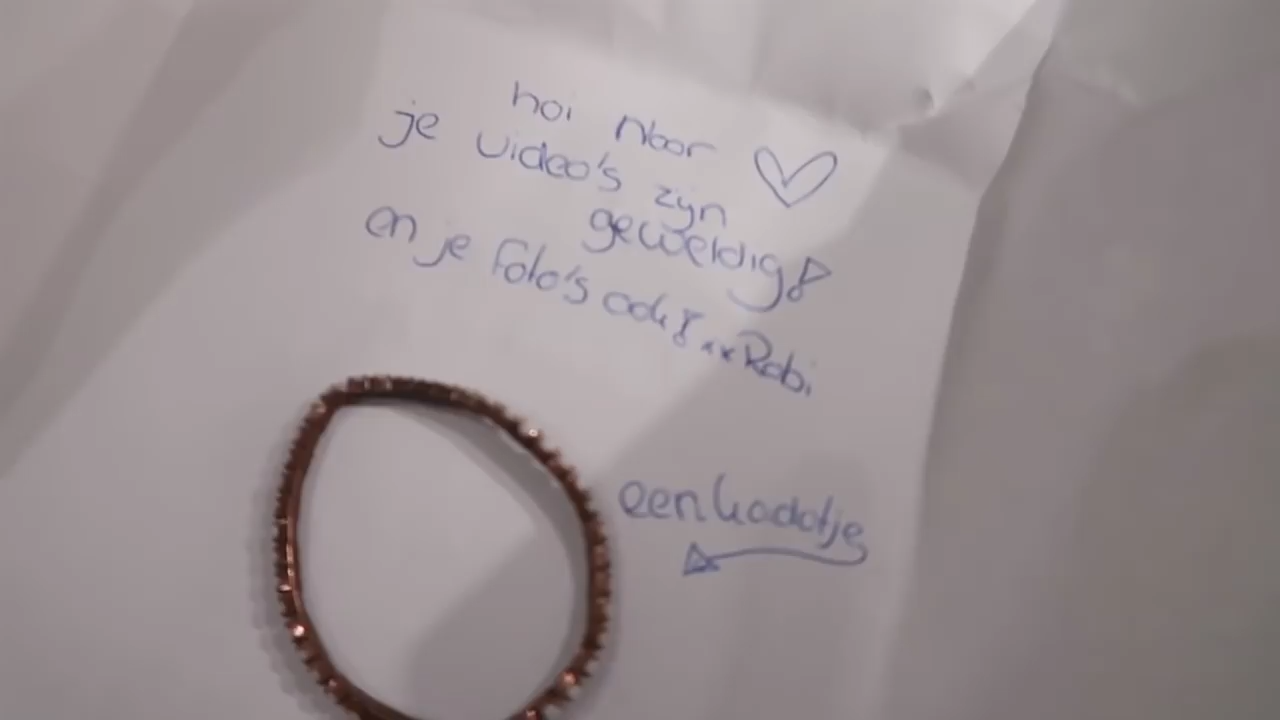 hoi Noor
je video's zijn
geweldig!
en je foto's ook! xx Robi
een kadotje